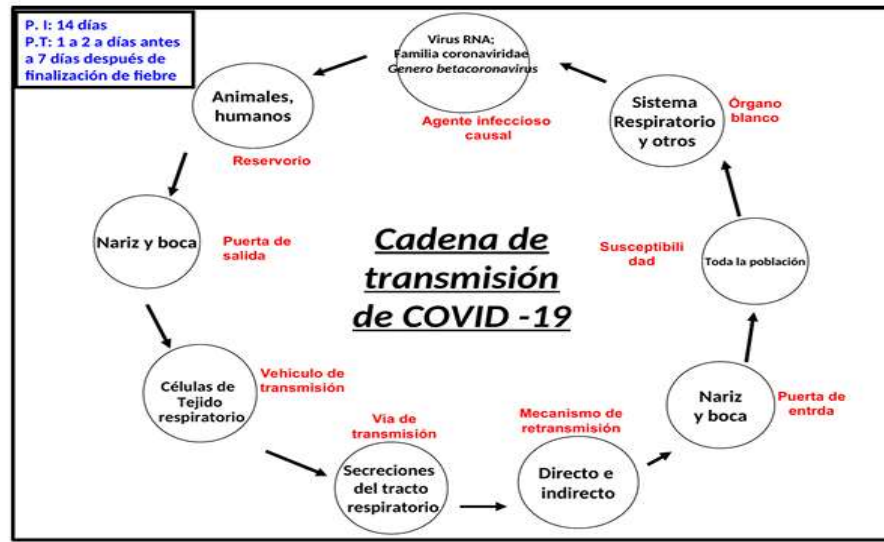 P. I: 14 días
P.T: 1 a 2 a días antes
a 7 días después de
finalización de fiebre
Virus RNA;
Familia coronaviridae
Genero betacoronavirus
Agente infeccioso
causal
Animales,
humanos
Reservorio
Nariz y boca
Puerta de
salida
Células de
Tejido
respiratorio
Vehiculo de
transmisión
Secreciones
del tracto
respiratorio
Via de
transmisión
Directo e
indirecto
Mecanismo de
retransmisión
Nariz
y boca
Puerta de
entrda
Toda la población
Susceptibili
dad
Sistema
Respiratorio
y otros
Órgano
blanco
Cadena de
transmisión
de COVID -19